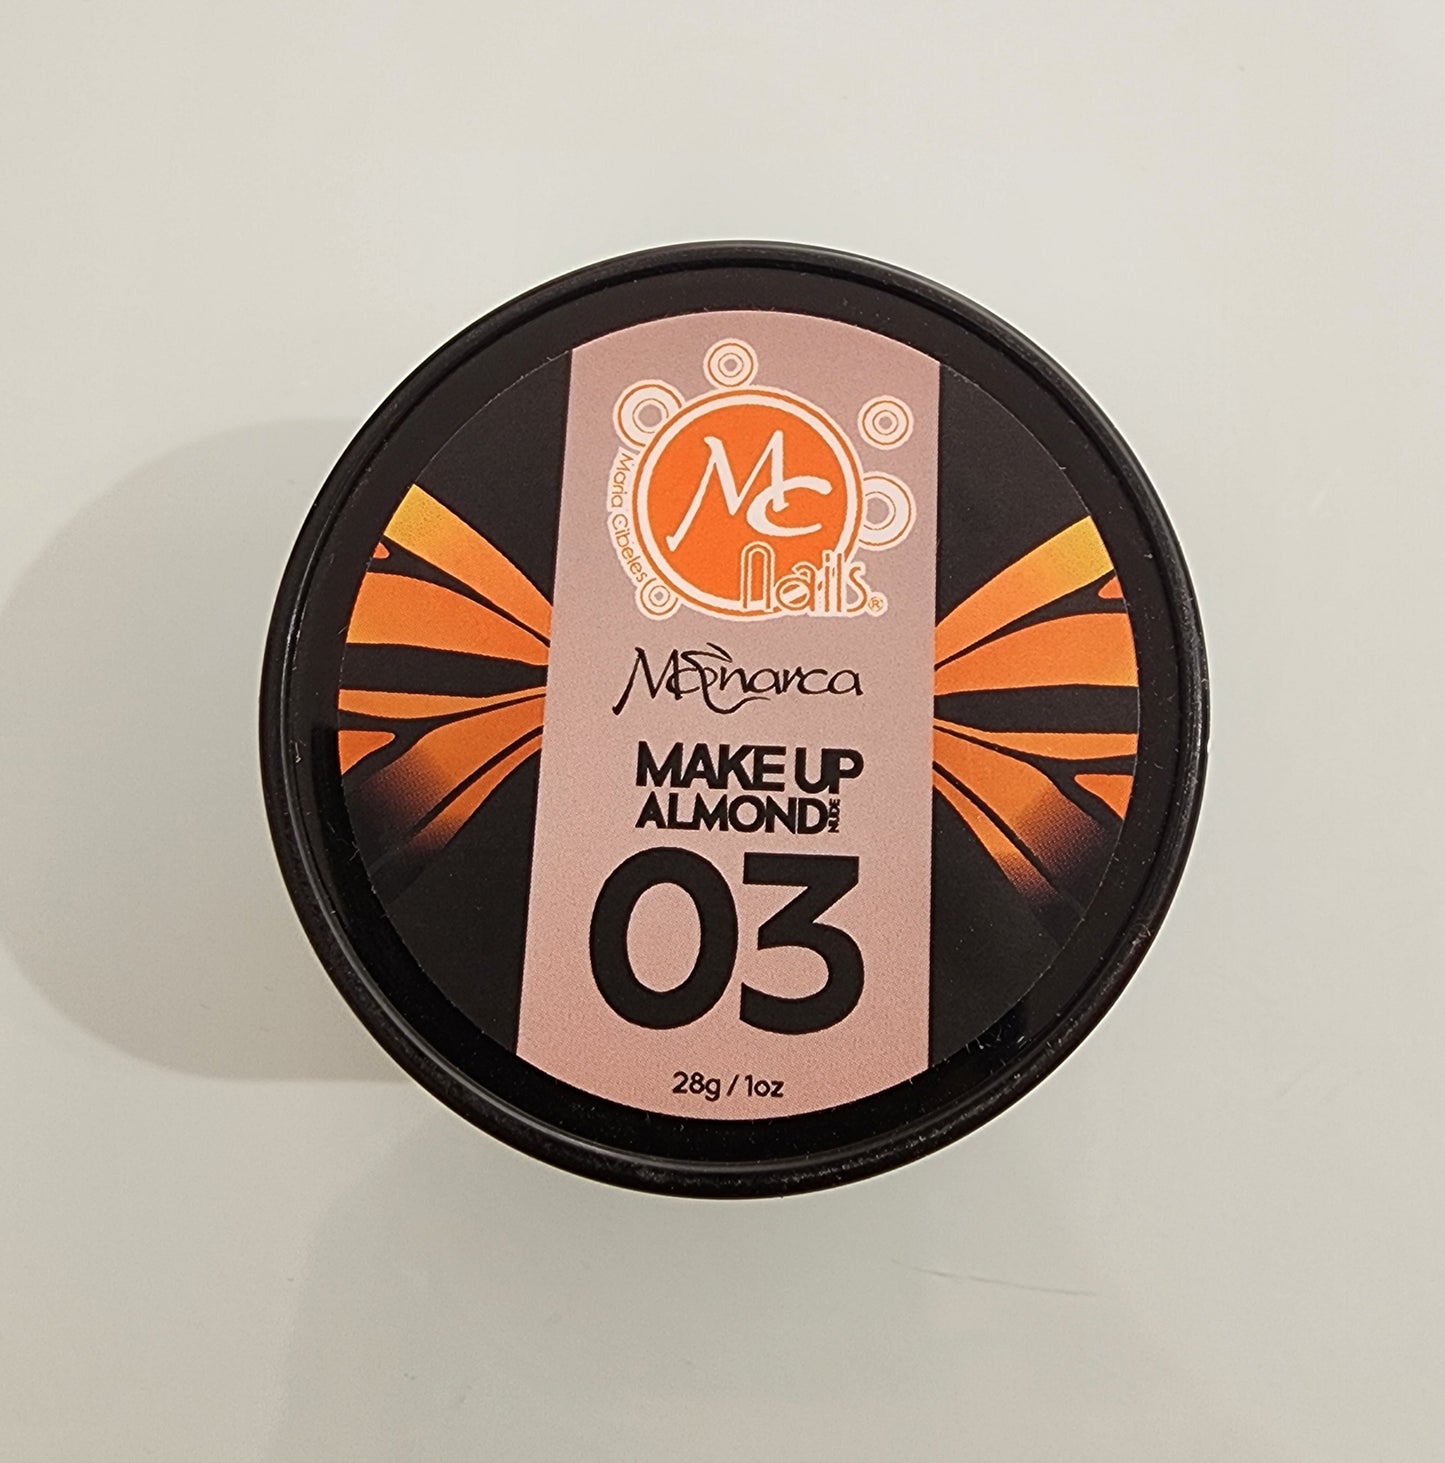 MC
Maria Cibeles
Nails®
Monarca
MAKE UP
ALMOND NUDE
03
28g / 1oz